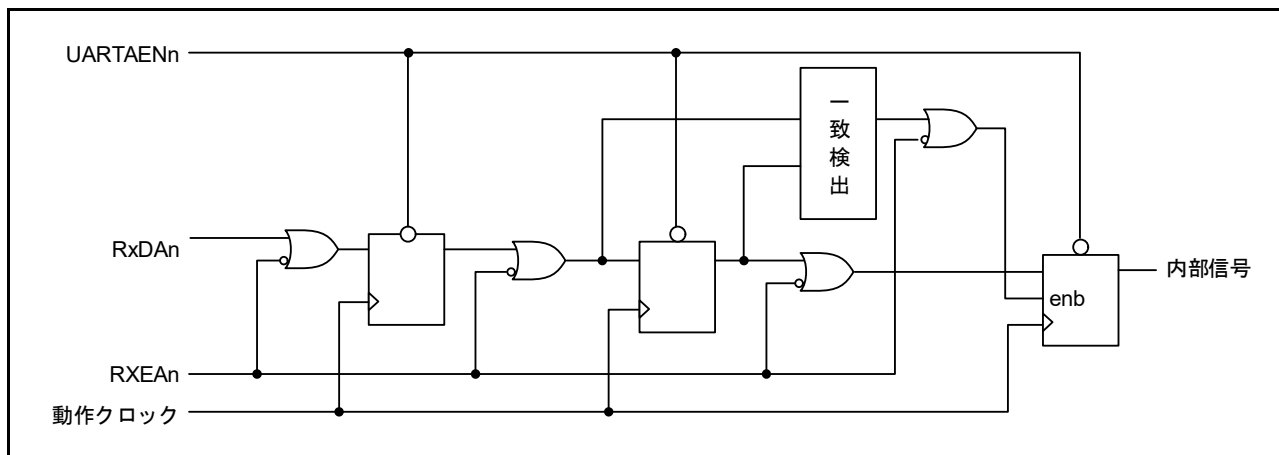 UARTAENn
一致検出
RxDAn
内部信号
enb
RXEAn
動作クロック